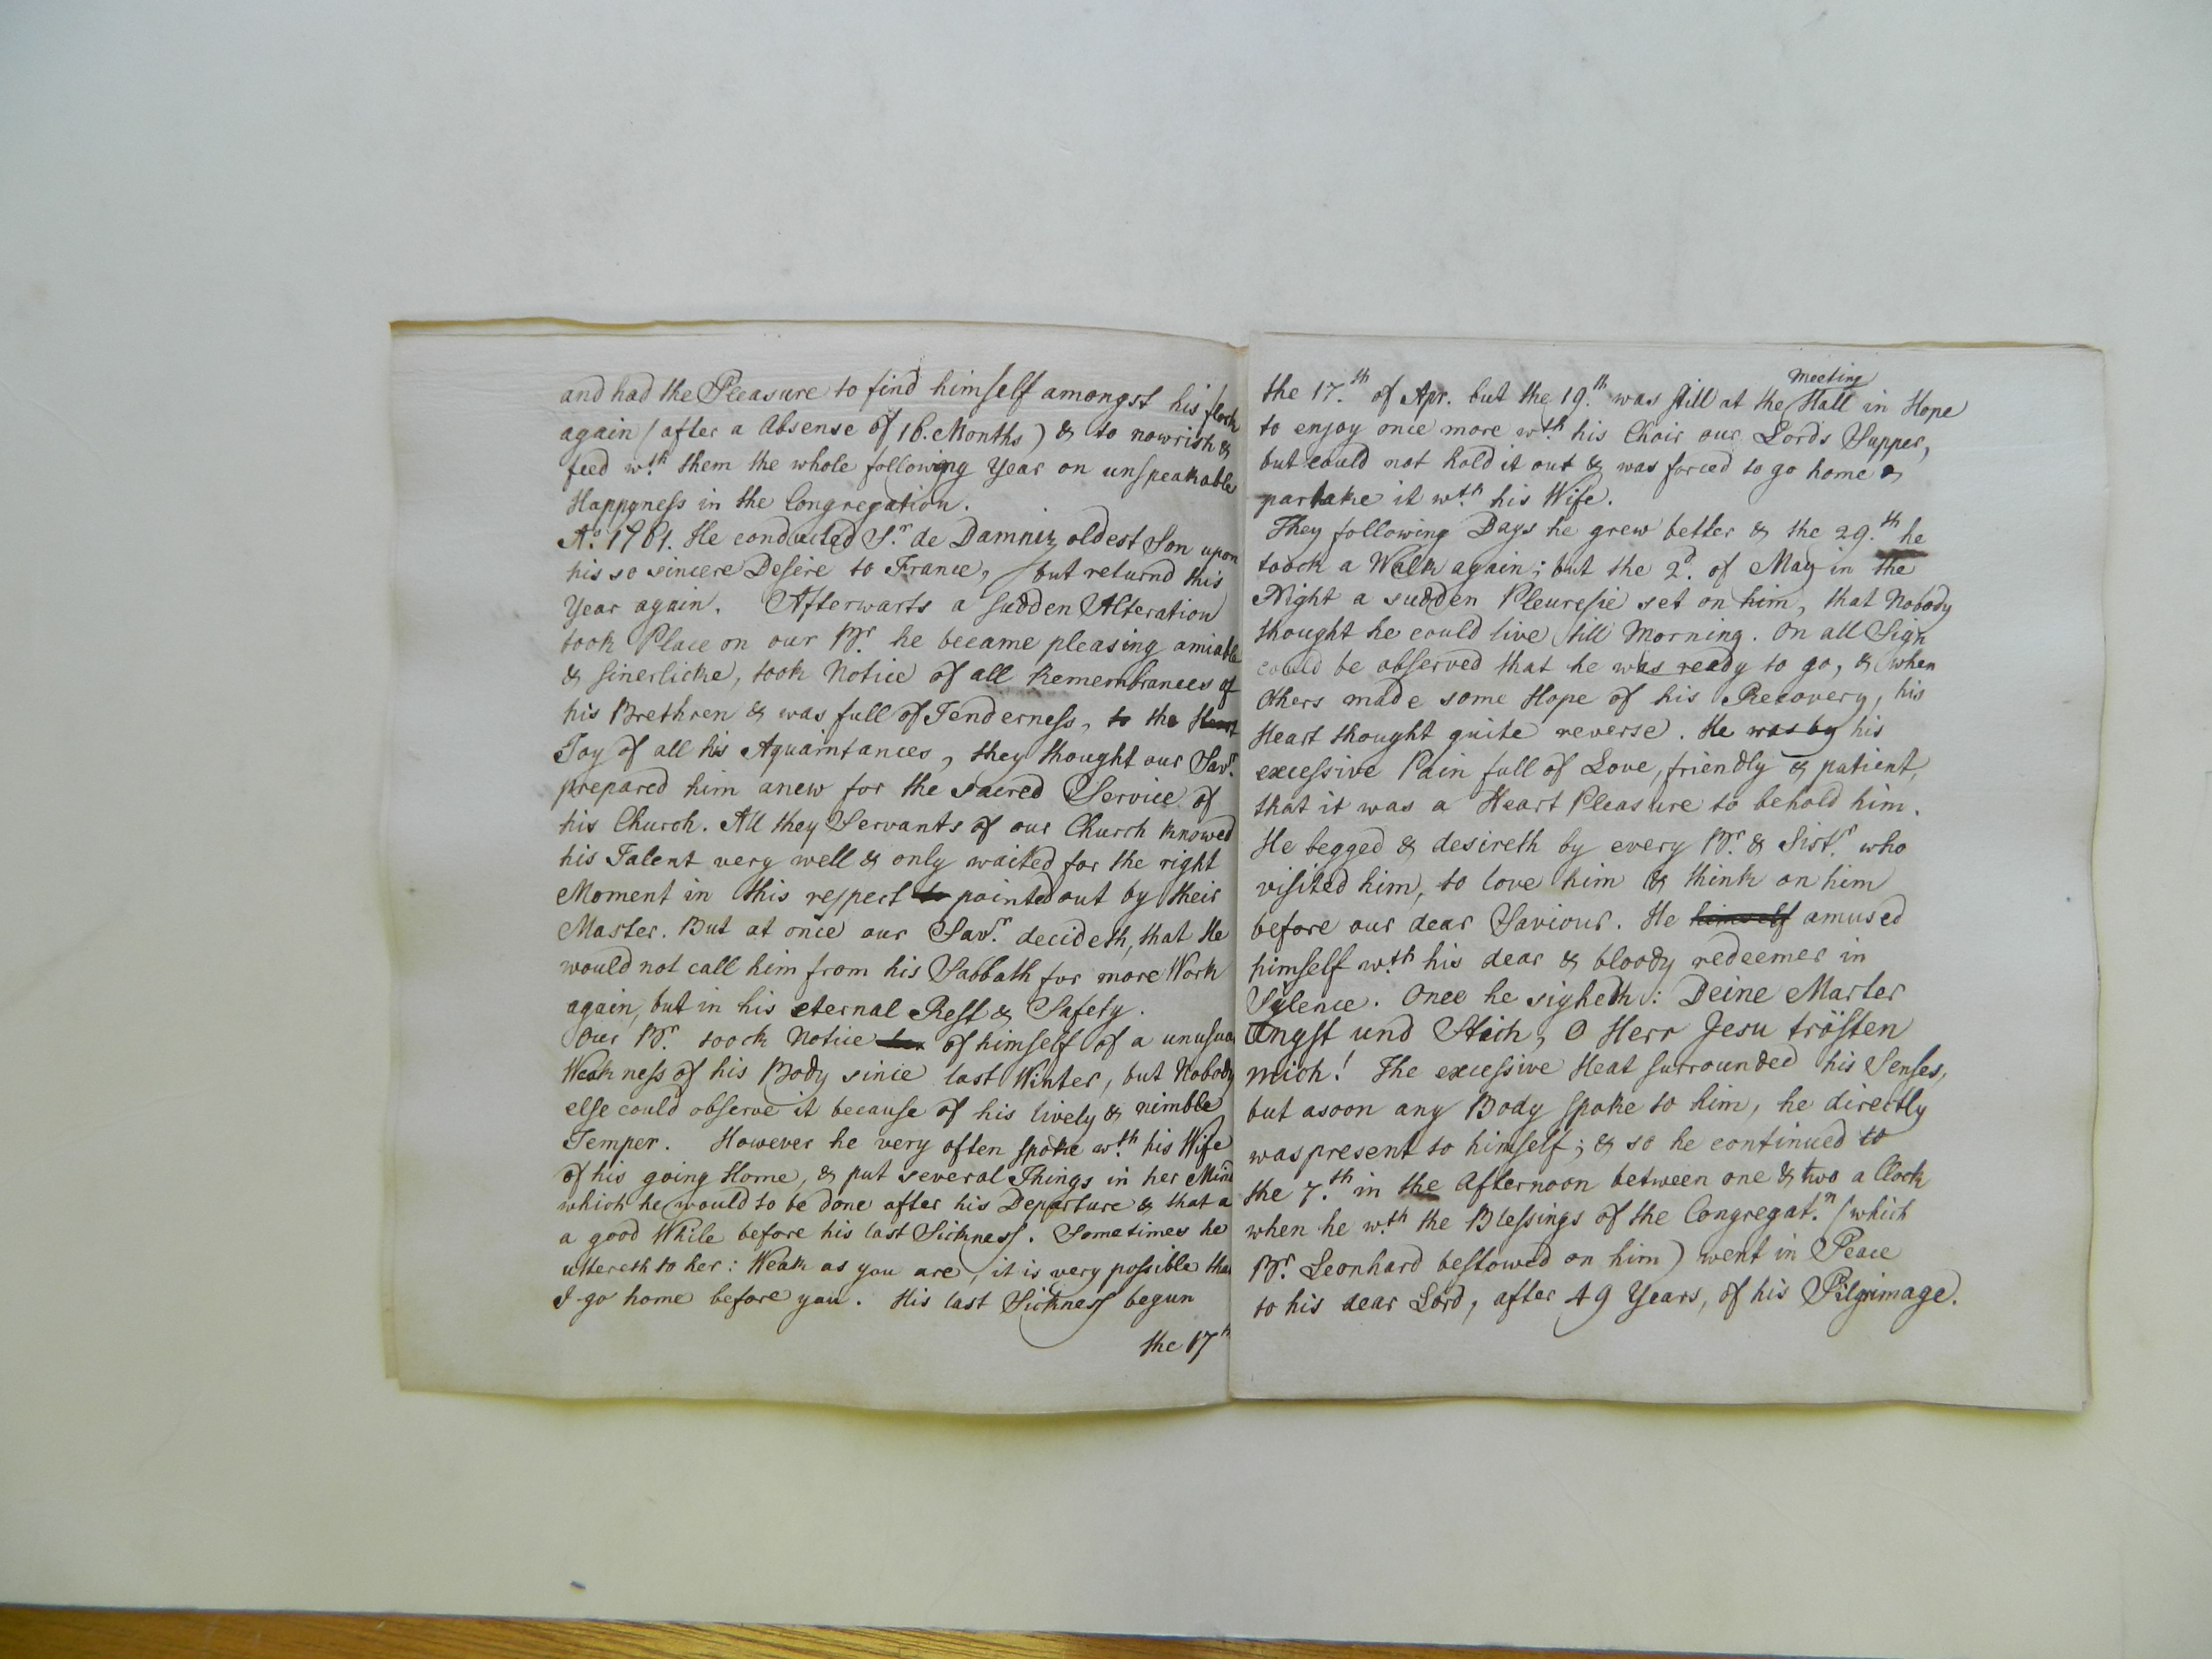 and had the Pleasure to find himself amongst his flock
again (after a Absense of 16. Months) & to nowrish &
feed wth. them the whole following Year on unspeakable
Happyness in the Congregation.
Ao. 1761. He conducted Sr. de Damniz oldest Son upon
his so sincere Desire to France, but returnd this
Year again. Afterwarts a sudden Alteration
took Place on our Br. he became pleasing amiable
& sinerlicke, took Notice of all Remembrances of
his Brethren & was full of Tenderness, to the Heart
Joy of all his Aquaintances, they thought our Savr.
prepared him anew for the sacred Service of
his Church. All they Servants of our Church knowed
his Talent very well & only waited for the right
Moment in this respect to pointed out by their
Master. But at once our Savr. decideth, that He
would not call him from his Sabbath for more Work
again, but in his eternal Rest & Safety.
Our Br. toock Notice of himself of a unusua
Weakness of his Body since last Winter, but Nobody
else could observe it because of his lively & nimble
Temper. However he very often spoke wth. his Wife
of his going Home, & put several Things in her Mind
which he would to be done after his Departure & that a
a good While before his last Sickness. Sometimes he
uttereth to her: Weak as you are, it is very possible tha
I go home before you. His last Sickness begun
the 17th
the 17.th of Apr. but the 19.th was still at the Meeting Hall in Hope
to enjoy once more wth. his Choir our Lords Supper,
but could not hold it out & was forced to go home &
partake it wth. his Wife.
They following Days he grew better & the 29.th he
toock a Walk again; but the 2d. of May in the
Night a sudden Pleuresie set on him, that Nobody
thought he could live till Morning. On all Sign
could be observed that he was ready to go, & when
Others made some Hope of his Recovery, his
Heart thought quite reverse. He was by his
excessive Pain full of Love, friendly & patient,
that it was a Heart Pleasure to behold him.
He begged & desireth by every Br. & Sistr. who
visited him, to love him & think on him
before our dear Saviour. He himself amused
himself wth. his dear & bloody redeemer in
Sylence. Once he sigheth: Deine Marter
Angst und Stich, O Herr Jesu trösten
mich! The excessive Heat surrounded his Senses,
but asoon any Body spoke to him, he directly
was present to himself; & so he continued to
the 7.th in the Afternoon between one & two a Clock
when he wth. the Blessings of the Congregat.n (which
Br. Leonhard bestowed on him) went in Peace
to his dear Lord, after 49 Years, of his Pilgrimage.